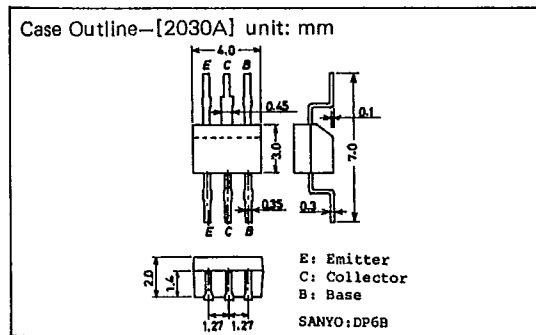 Case Outline—[2030A] unit: mm
4.0
E C B
0.45
0.1
3.0
7.0
0.35
0.3
E C B
2.0
1.4
1.27 1.27
E: Emitter
C: Collector
B: Base
SANYO:DP6B